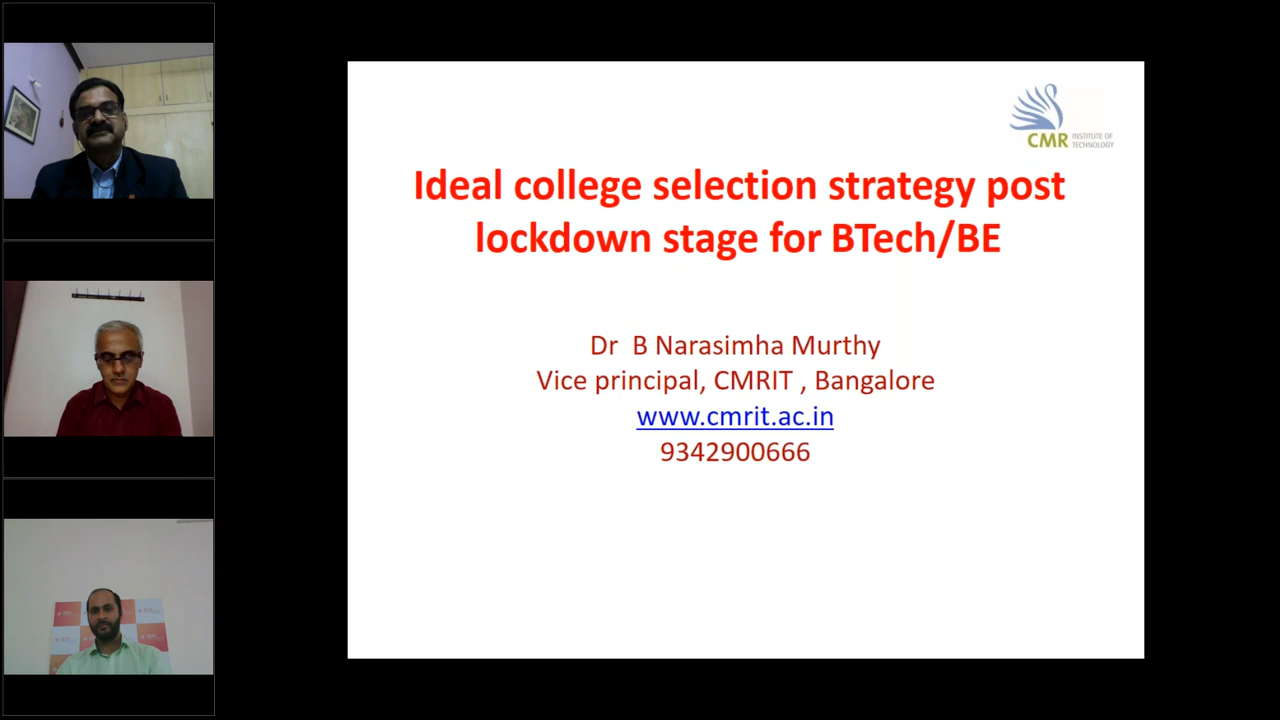 CMR INSTITUTE OF
TECHNOLOGY
Ideal college selection strategy post
lockdown stage for BTech/BE
Dr B Narasimha Murthy
Vice principal, CMRIT , Bangalore
www.cmrit.ac.in
9342900666